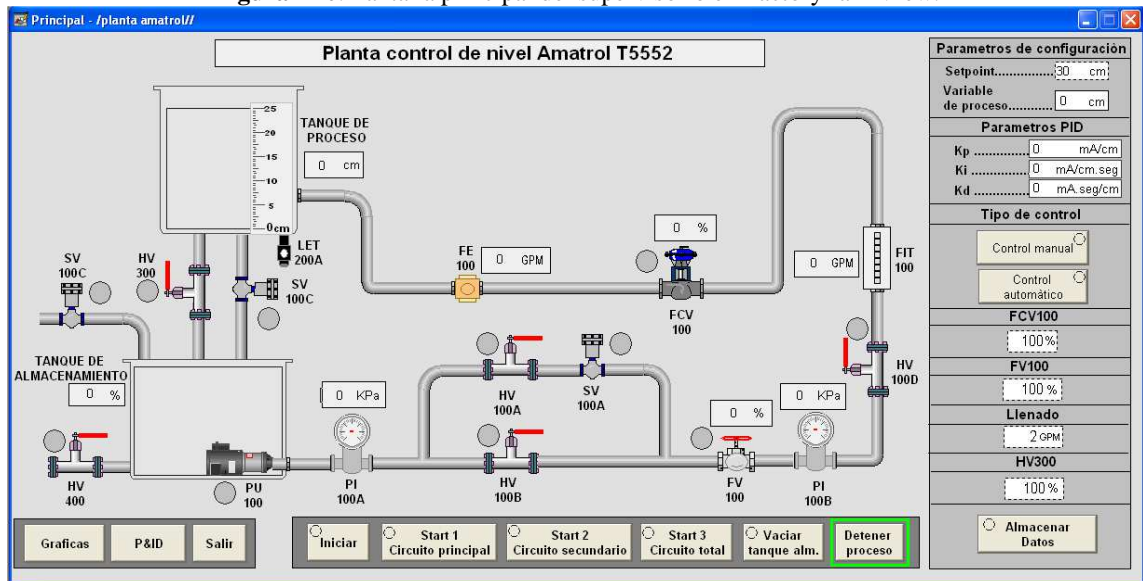 Principal - /planta amatrol//
Planta control de nivel Amatrol T5552
25
20
15
10
5
0cm
TANQUE DE
PROCESO
0 cm
LET
200A
SV
100C
HV
300
SV
100C
FE
100
0 GPM
0 %
FCV
100
0 GPM
FIT
100
TANQUE DE
ALMACENAMIENTO
0 %
HV
400
PU
100
0 KPa
PI
100A
HV
100A
SV
100A
HV
100B
0 %
FV
100
0 KPa
PI
100B
HV
100D
Parametros de configuraciòn
Setpoint............... 30 cm
Variable
de proceso........... 0 cm
Parametros PID
Kp .............. 0 mA/cm
Ki .............. 0 mA/cm.seg
Kd .............. 0 mA.seg/cm
Tipo de control
Control manual
Control
automàtico
FCV100
100%
FV100
100 %
Llenado
2 GPM
HV300
100 %
Almacenar
Datos
Graficas
P&ID
Salir
Iniciar
Start 1
Circuito principal
Start 2
Circuito secundario
Start 3
Circuito total
Vaciar
tanque alm.
Detener
proceso